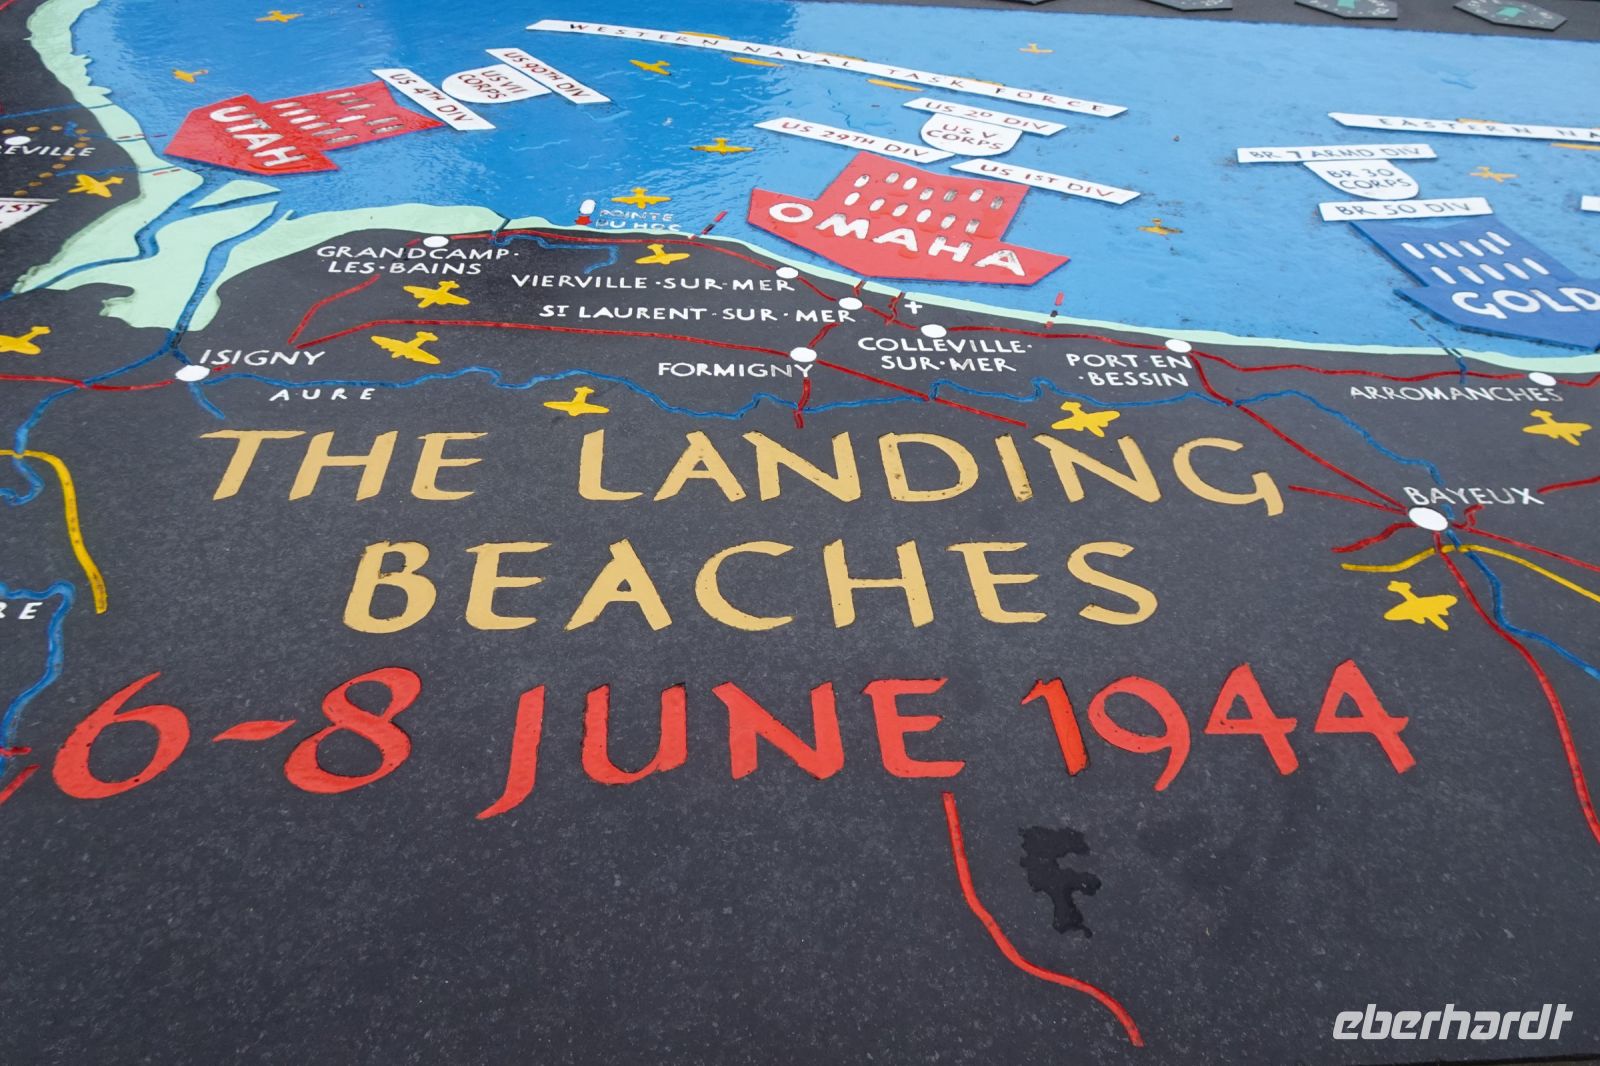 WESTERN NAVAL TASK FORCE
US 90TH DIV
US VII
CORPS
US 4TH DIV
UTAH
US 2D DIV
US V
CORPS
US 29TH DIV
US 1ST DIV
OMAHA
EASTERN NA
BR 7 ARMD DIV
BR 30
CORPS
BR 50 DIV
GOLD
POINTE
DU HOC
GRANDCAMP·
LES·BAINS
VIERVILLE·SUR·MER
ST LAURENT·SUR·MER
COLLEVILLE·
SUR·MER
PORT·EN
·BESSIN
ARROMANCHES
ISIGNY
FORMIGNY
AURE
BAYEUX
THE LANDING
BEACHES
6-8 JUNE 1944
eberhardt